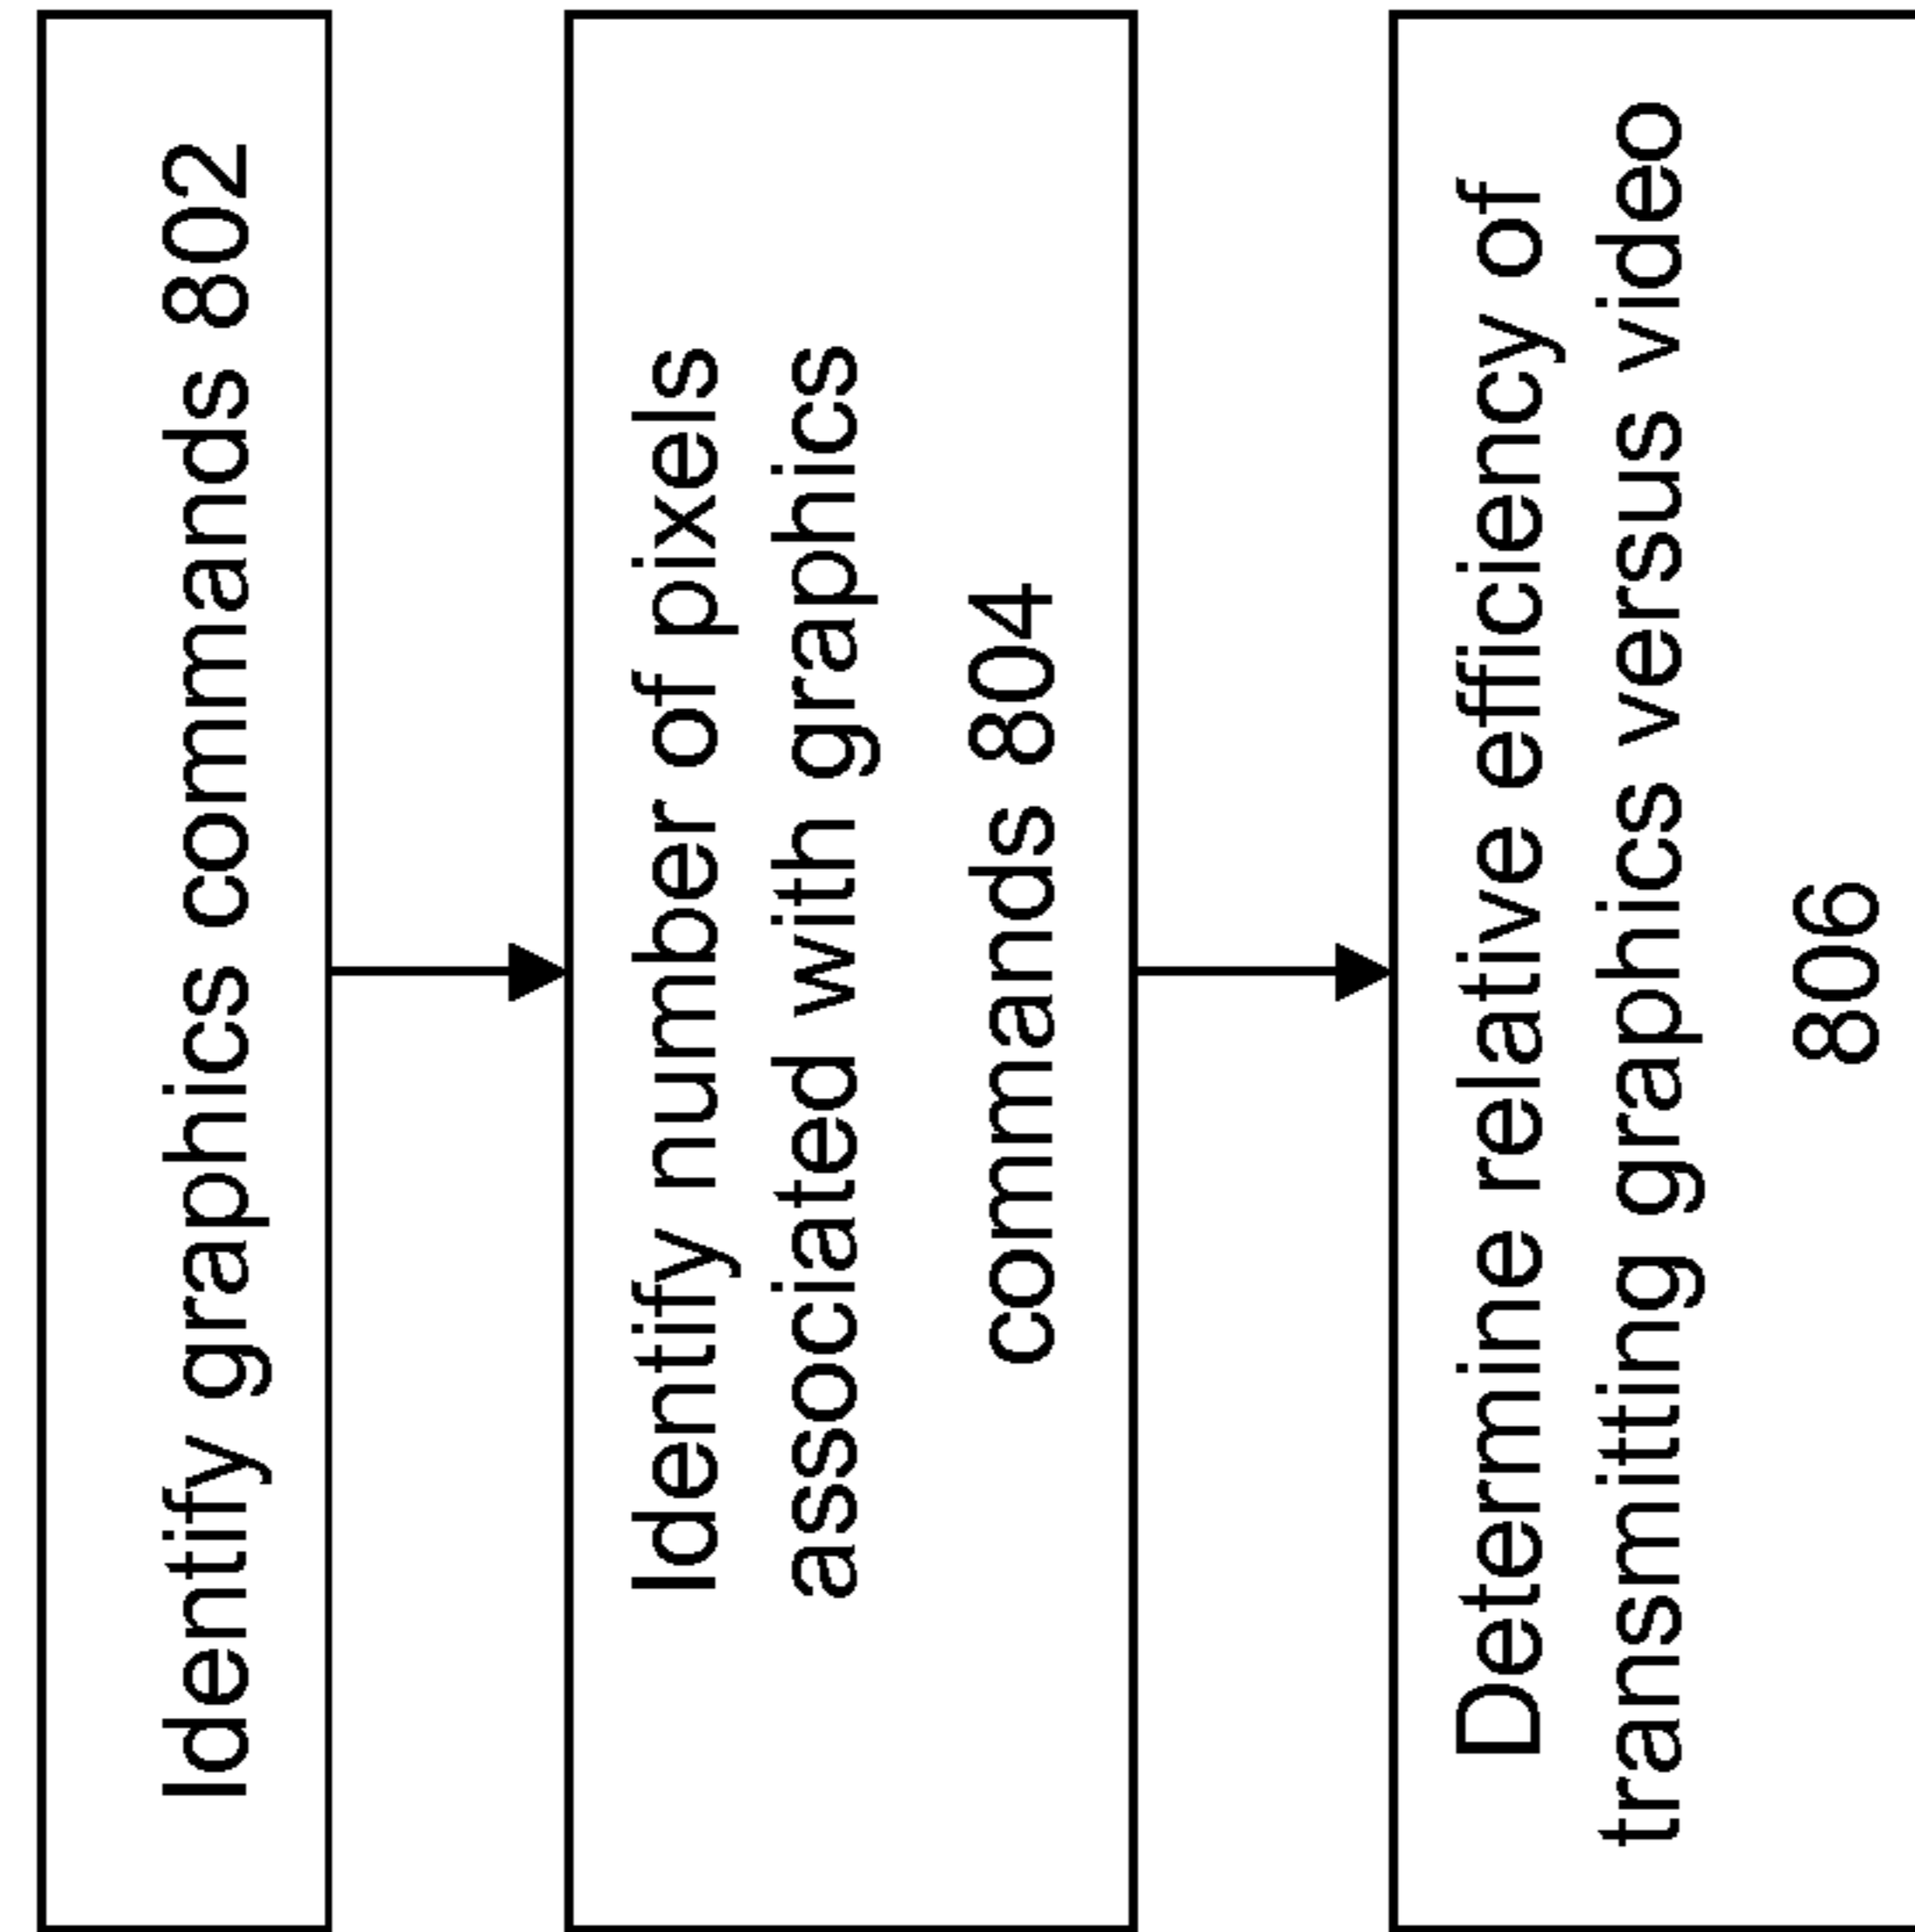 Identify graphics commands 802
Identify number of pixels
associated with graphics
commands 804
Determine relative efficiency of
transmitting graphics versus video
806